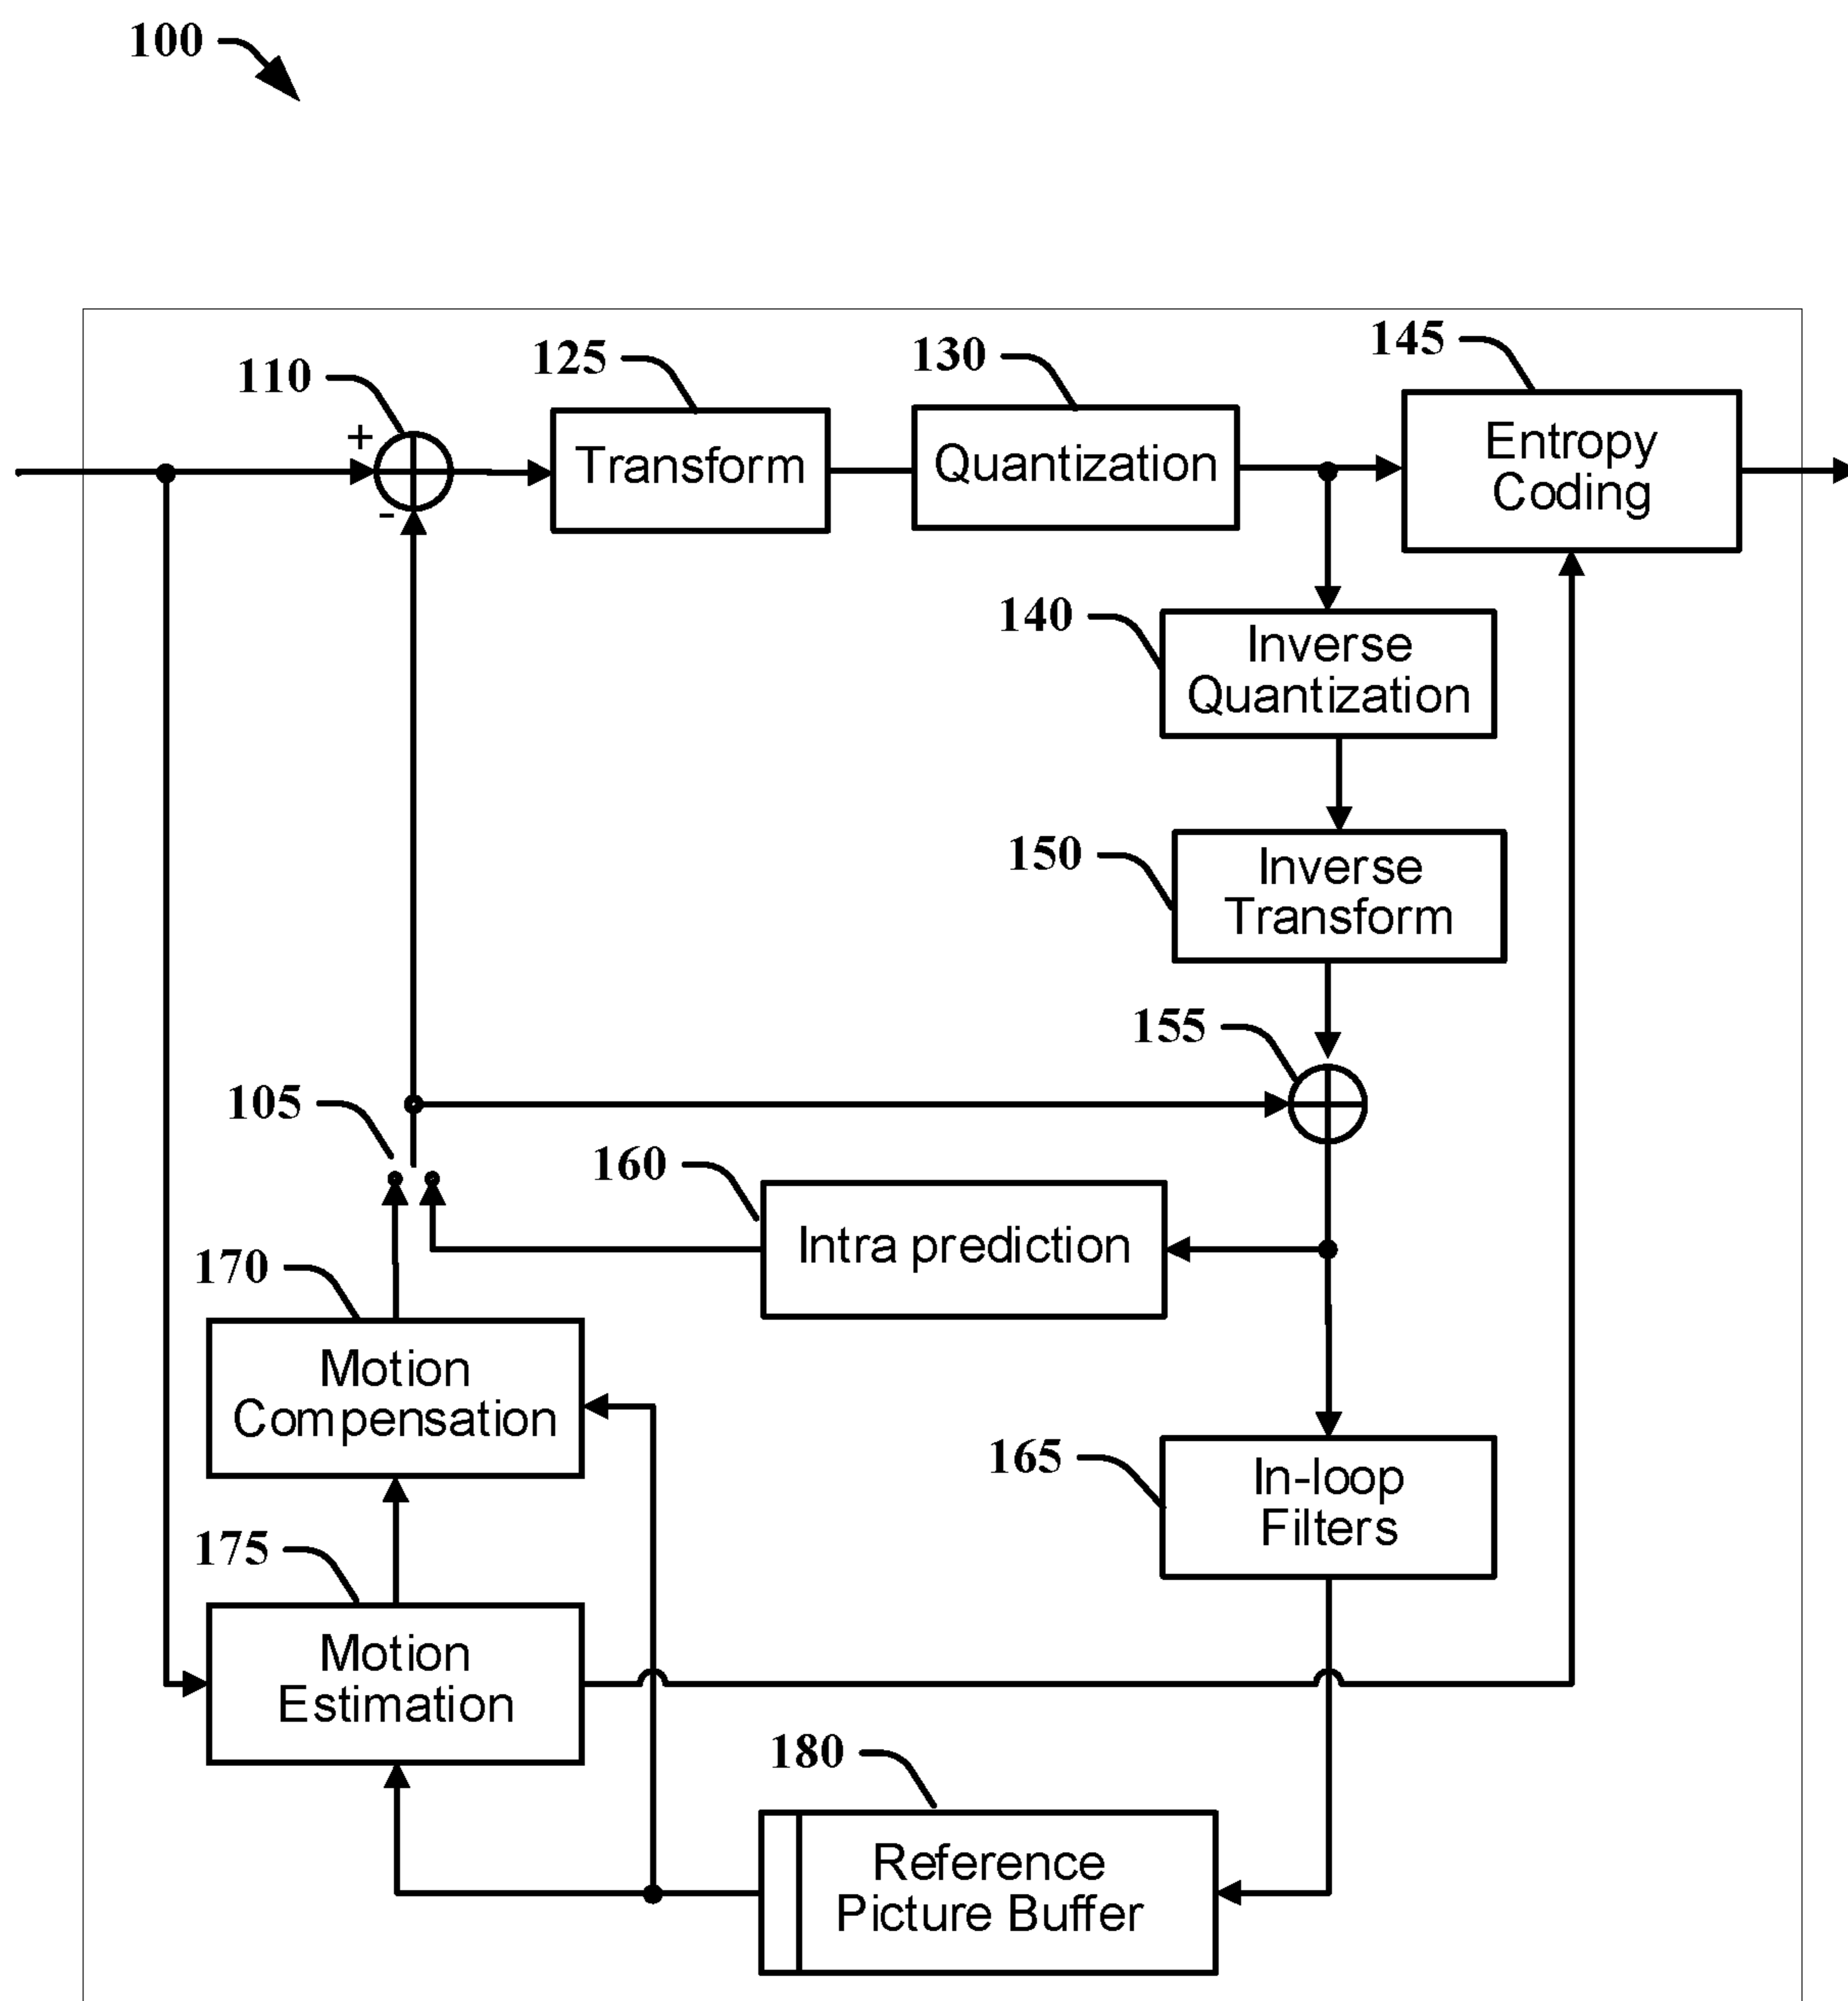 100
110
125
130
145
+
-
Transform
Quantization
Entropy
Coding
140
Inverse
Quantization
150
Inverse
Transform
155
105
160
Intra prediction
170
Motion
Compensation
165
In-loop
Filters
175
Motion
Estimation
180
Reference
Picture Buffer